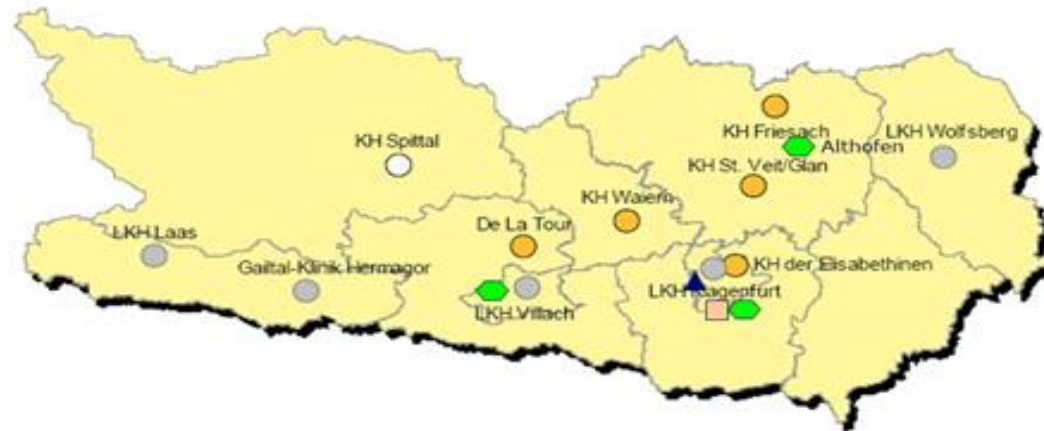 KH Spittal
KH Friesach
LKH Wolfsberg
Althofen
KH St. Veit/Glan
KH Waiern
De La Tour
LKH Laas
Gailtal-Klinik Hermagor
KH der Elisabethinen
LKH Klagenfurt
LKH Villach